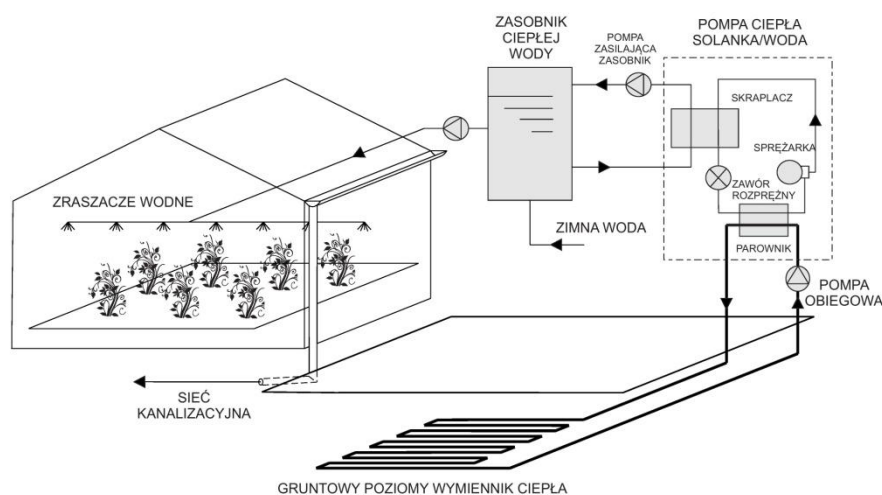 ZASOBNIK
CIEPŁEJ
WODY
POMPA
ZASILAJĄCA
ZASOBNIK
POMPA CIEPŁA
SOLANKA/WODA
SKRAPLACZ
SPRĘŻARKA
ZAWÓR
ROZPRĘŻNY
PAROWNIK
ZRASZACZE WODNE
ZIMNA WODA
POMPA
OBIEGOWA
SIEĆ
KANALIZACYJNA
GRUNTOWY POZIOMY WYMIENNIK CIEPŁA